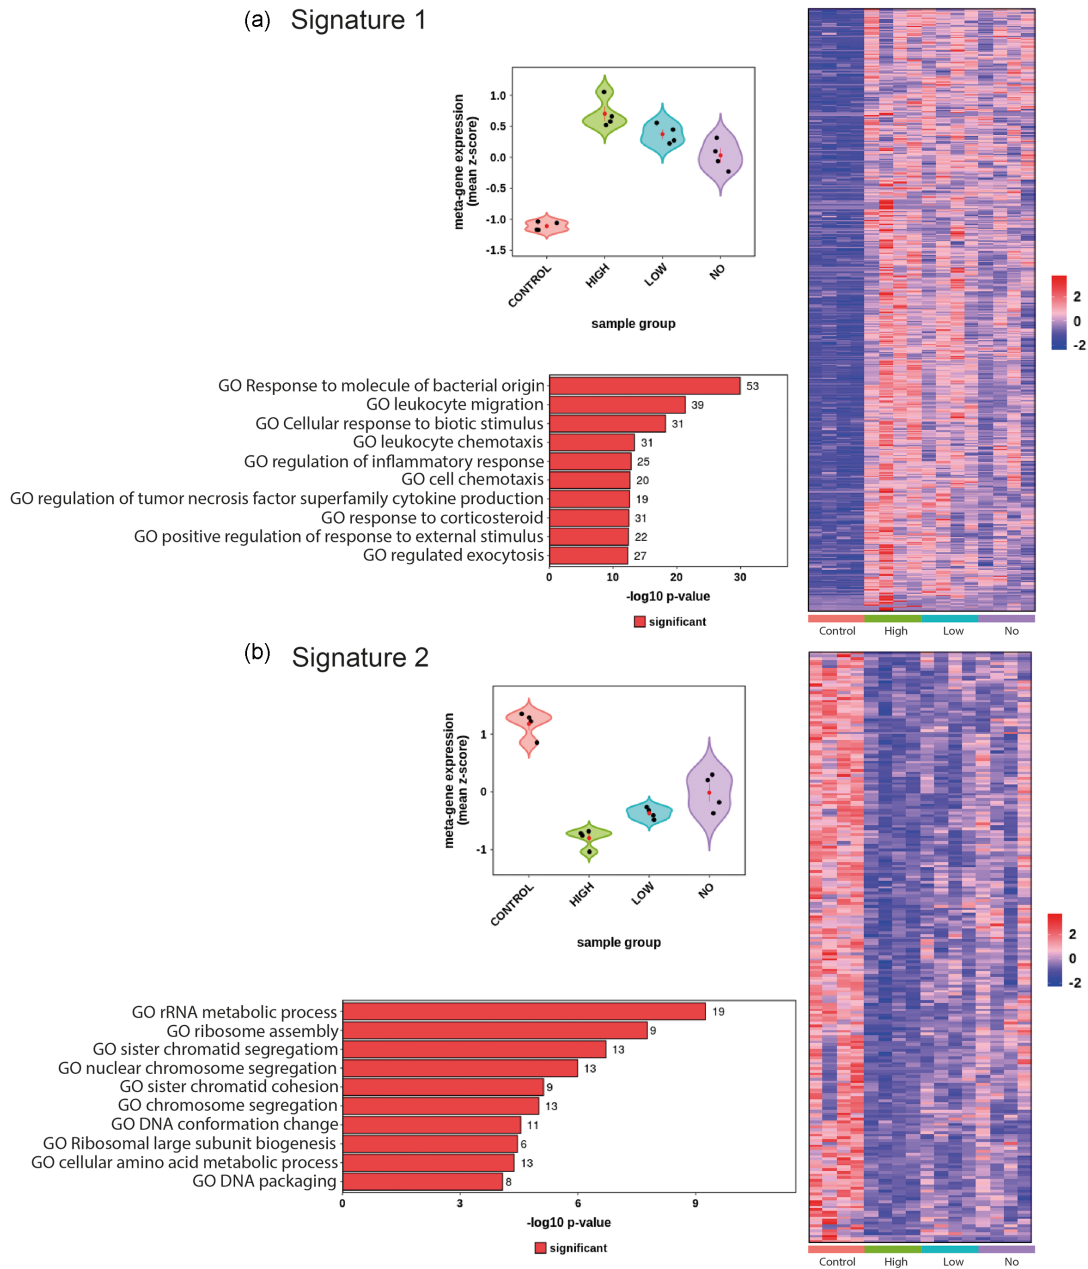 (a) Signature 1
meta-gene expression
(mean z-score)
1.0
0.5
0.0
-0.5
-1.0
-1.5
CONTROL
HIGH
LOW
NO
sample group
GO Response to molecule of bacterial origin 53
GO leukocyte migration 39
GO Cellular response to biotic stimulus 31
GO leukocyte chemotaxis 31
GO regulation of inflammatory response 25
GO cell chemotaxis 20
GO regulation of tumor necrosis factor superfamily cytokine production 19
GO response to corticosteroid 31
GO positive regulation of response to external stimulus 22
GO regulated exocytosis 27
0 10 20 30
-log10 p-value
significant
2
0
-2
Control High Low No
(b) Signature 2
meta-gene expression
(mean z-score)
1
0
-1
CONTROL
HIGH
LOW
NO
sample group
GO rRNA metabolic process 19
GO ribosome assembly 9
GO sister chromatid segregatiom 13
GO nuclear chromosome segregation 13
GO sister chromatid cohesion 9
GO chromosome segregation 13
GO DNA conformation change 11
GO Ribosomal large subunit biogenesis 6
GO cellular amino acid metabolic process 13
GO DNA packaging 8
0 3 6 9
-log10 p-value
significant
2
0
-2
Control High Low No